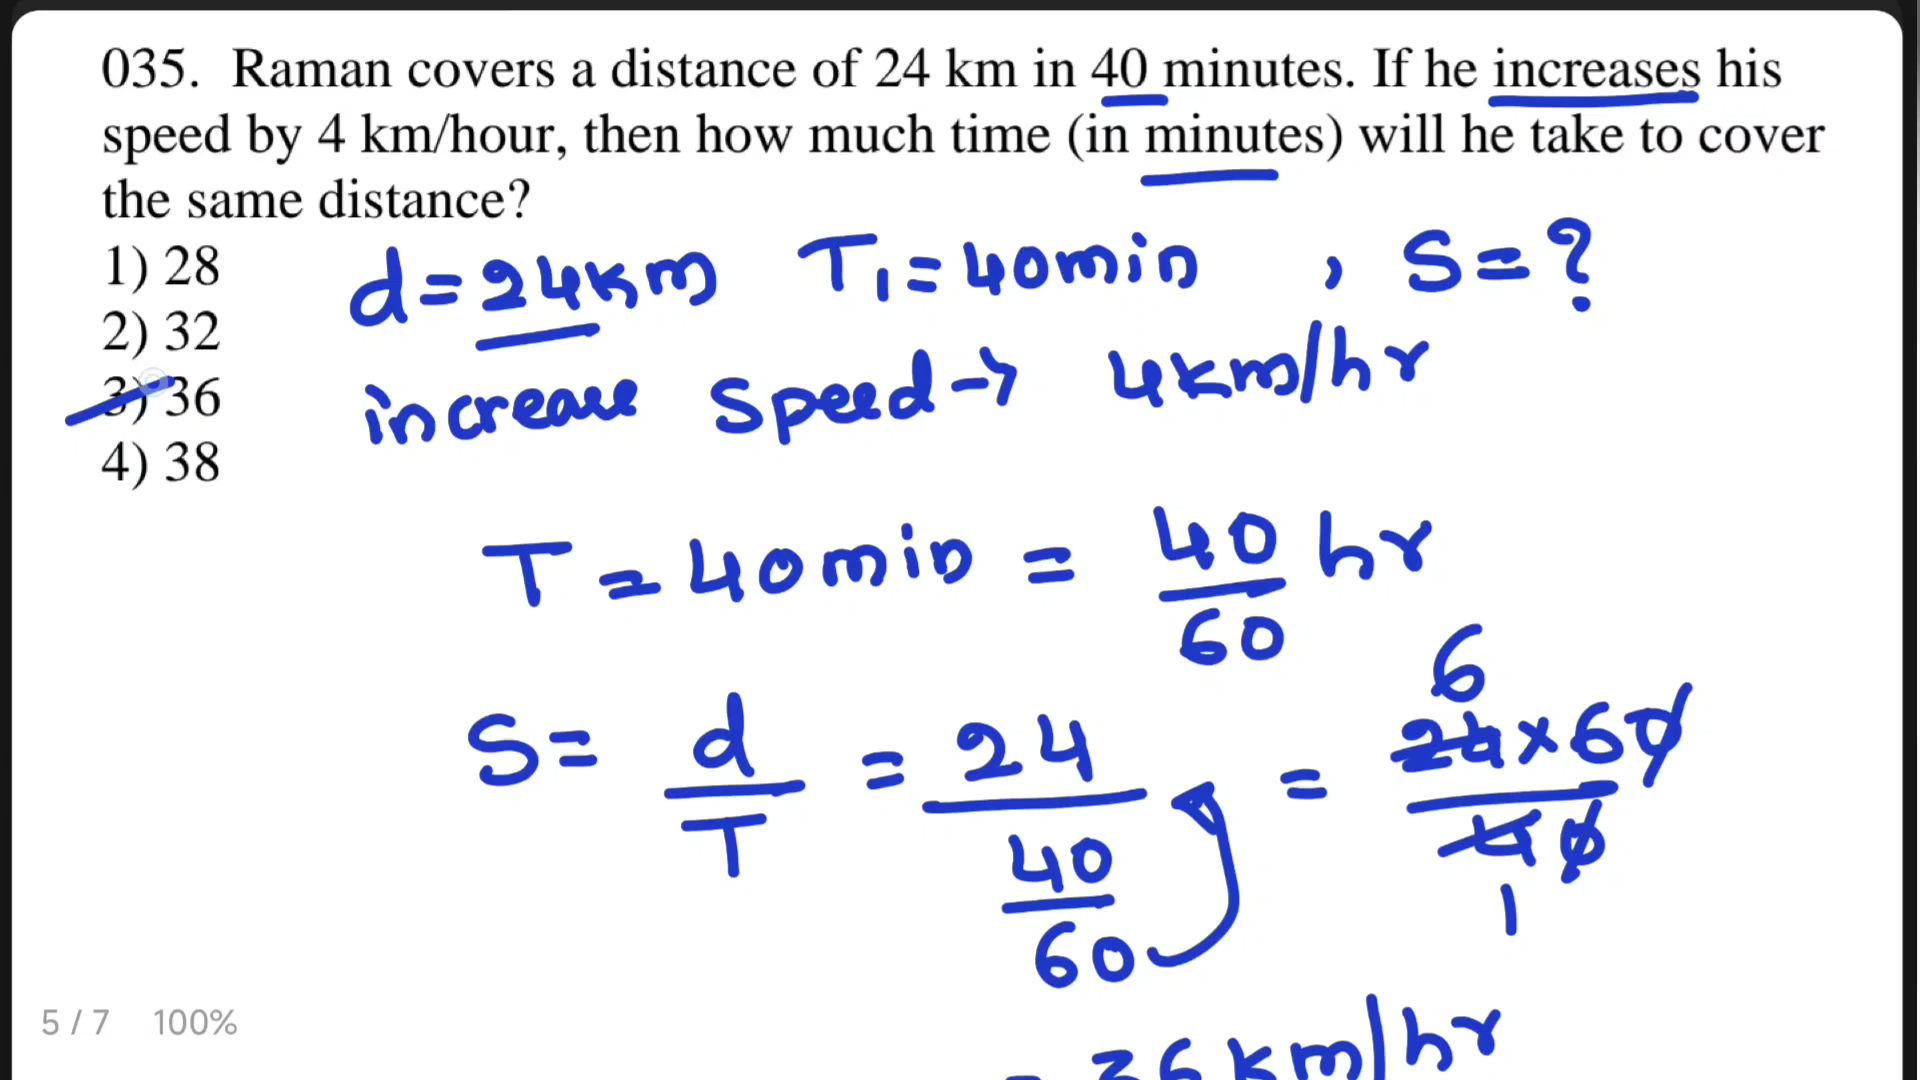 035. Raman covers a distance of 24 km in 40 minutes. If he increases his
speed by 4 km/hour, then how much time (in minutes) will he take to cover
the same distance?
1) 28
2) 32
3) 36
4) 38
d = 24km T₁ = 40min , S = ?
increase speed → 4km/hr
T = 40min = 40/60 hr
S = d/T = 24/(40/60) = 24×60/40
6
1
= 36 km/hr
5 / 7 100%